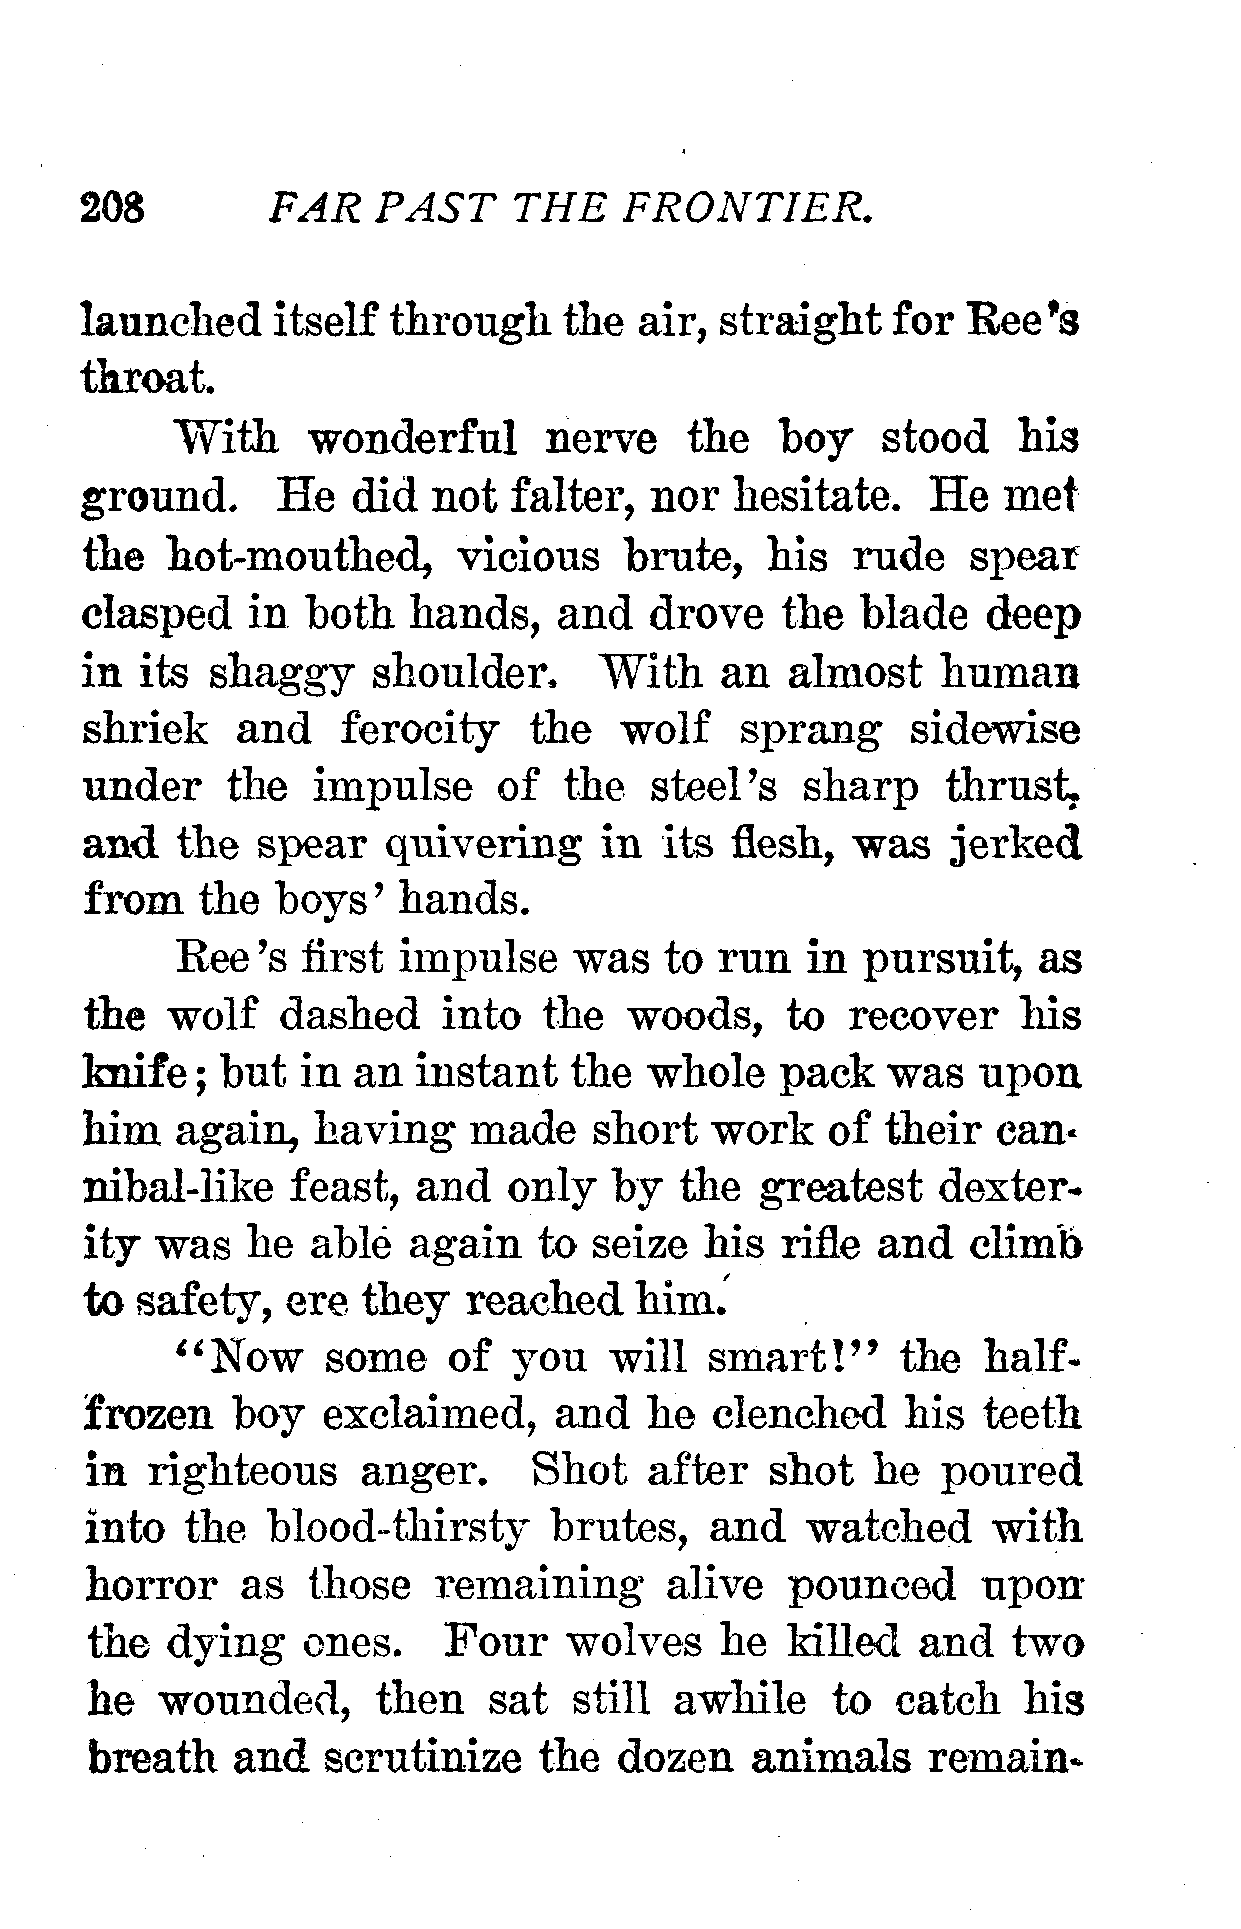 208 FAR PAST THE FRONTIER.
launched itself through the air, straight for Ree's
throat.
With wonderful nerve the boy stood his
ground. He did not falter, nor hesitate. He met
the hot-mouthed, vicious brute, his rude spear
clasped in both hands, and drove the blade deep
in its shaggy shoulder. With an almost human
shriek and ferocity the wolf sprang sidewise
under the impulse of the steel's sharp thrust,
and the spear quivering in its flesh, was jerked
from the boys' hands.
Ree's first impulse was to run in pursuit, as
the wolf dashed into the woods, to recover his
knife; but in an instant the whole pack was upon
him again, having made short work of their can-
nibal-like feast, and only by the greatest dexter-
ity was he able again to seize his rifle and climb
to safety, ere they reached him.
"Now some of you will smart!" the half-
frozen boy exclaimed, and he clenched his teeth
in righteous anger. Shot after shot he poured
into the blood-thirsty brutes, and watched with
horror as those remaining alive pounced upon
the dying ones. Four wolves he killed and two
he wounded, then sat still awhile to catch his
breath and scrutinize the dozen animals remain-